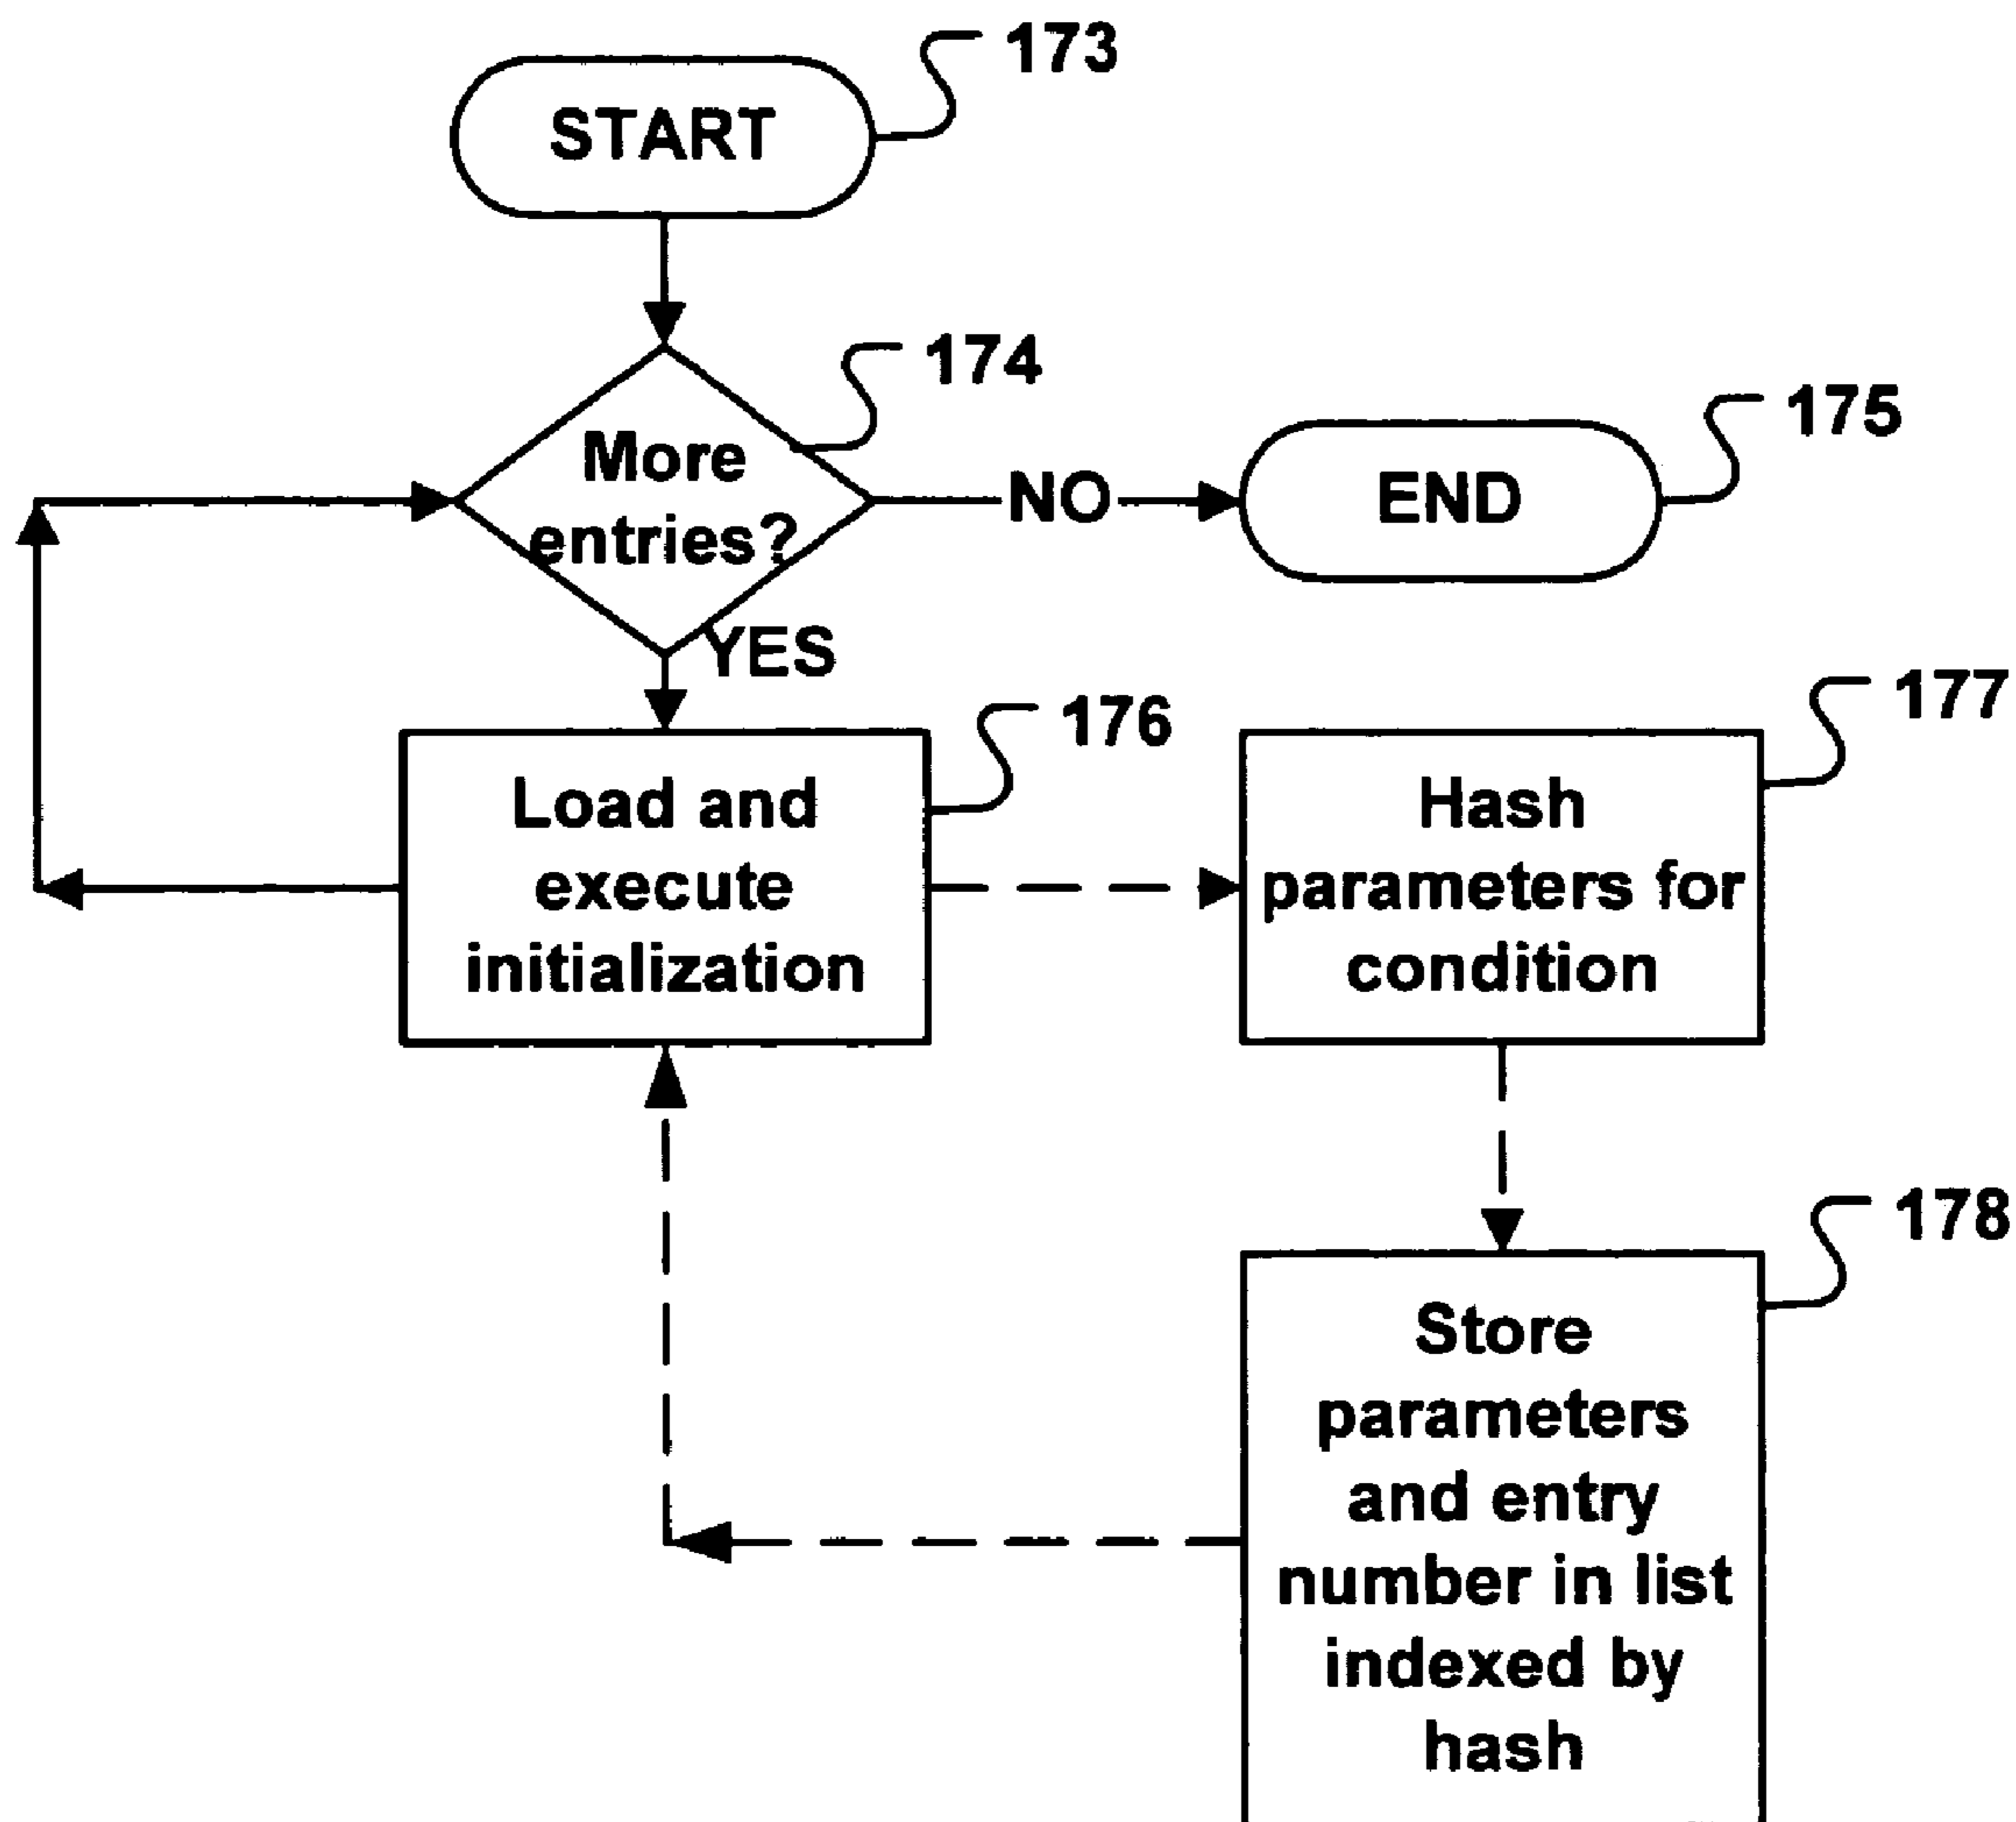 173
START
174
More
entries?
NO
END
175
YES
176
Load and
execute
initialization
177
Hash
parameters for
condition
178
Store
parameters
and entry
number in list
indexed by
hash